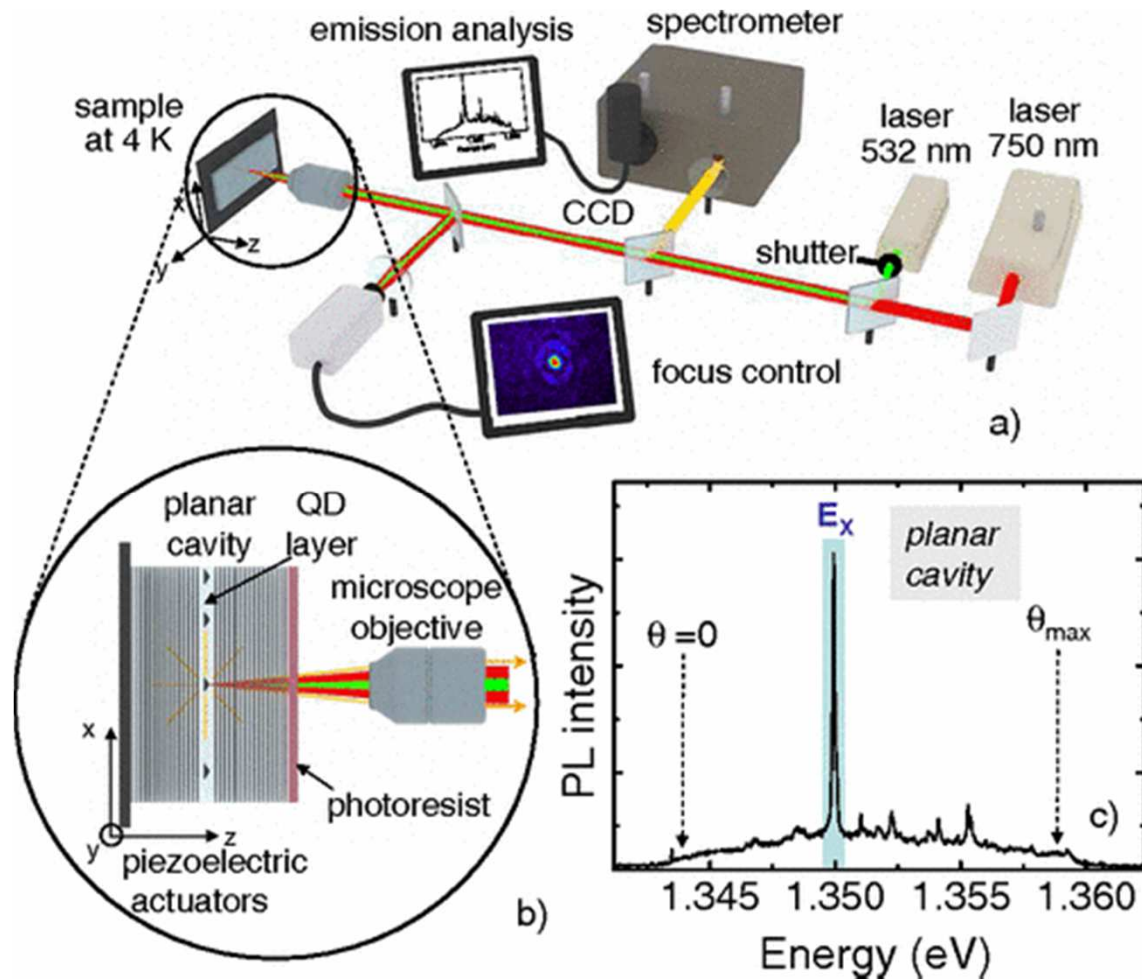 emission analysis
spectrometer
sample
at 4 K
laser
532 nm
laser
750 nm
CCD
shutter
x
z
y
focus control
a)
planar
cavity
QD
layer
microscope
objective
x
photoresist
y
z
piezoelectric
actuators
b)
PL intensity
Eₓ
planar
cavity
θ =0
θmax
c)
1.345
1.350
1.355
1.360
Energy (eV)